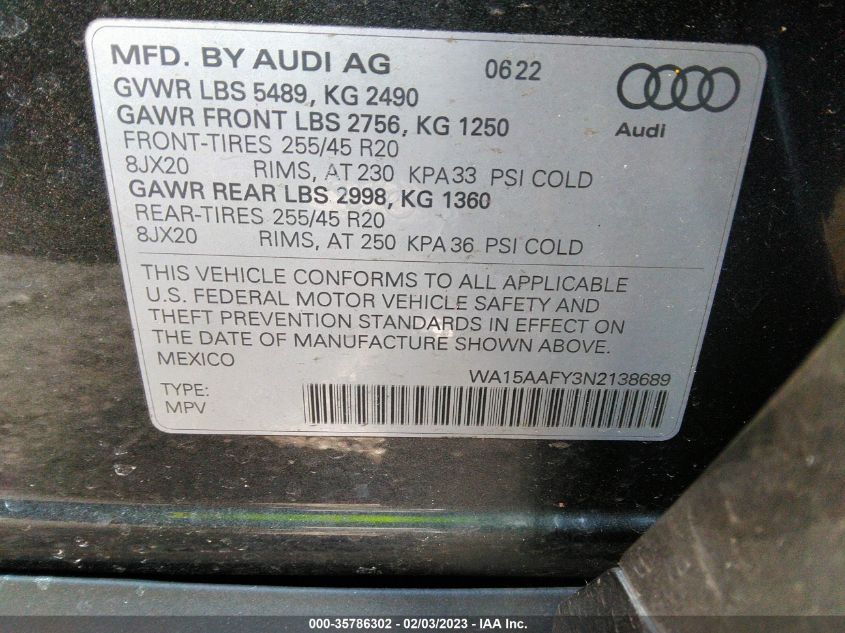 MFD. BY AUDI AG 0622
GVWR LBS 5489, KG 2490
GAWR FRONT LBS 2756, KG 1250
Audi
FRONT-TIRES 255/45 R20
8JX20 RIMS, AT 230 KPA 33 PSI COLD
GAWR REAR LBS 2998, KG 1360
REAR-TIRES 255/45 R20
8JX20 RIMS, AT 250 KPA 36 PSI COLD
THIS VEHICLE CONFORMS TO ALL APPLICABLE
U.S. FEDERAL MOTOR VEHICLE SAFETY AND
THEFT PREVENTION STANDARDS IN EFFECT ON
THE DATE OF MANUFACTURE SHOWN ABOVE.
MEXICO
WA15AAFY3N2138689
TYPE:
MPV
000-35786302 - 02/03/2023 - IAA Inc.